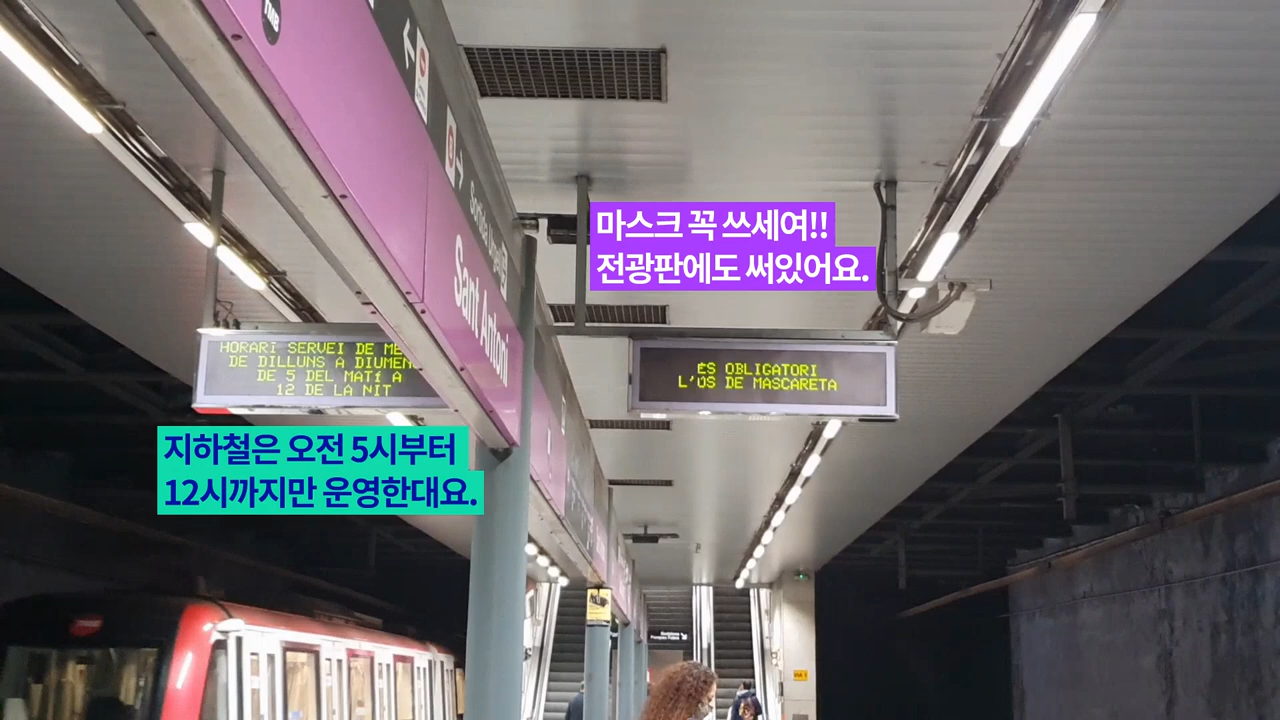 TMB
Sortida
Sant Antoni
마스크 꼭 쓰세여!!
전광판에도 써있어요.
HORARI SERVEI DE ME
DE DILLUNS A DIUMEN
DE 5 DEL MATÍ A
12 DE LA NIT
ÉS OBLIGATORI
L'ÚS DE MASCARETA
지하철은 오전 5시부터
12시까지만 운영한대요.